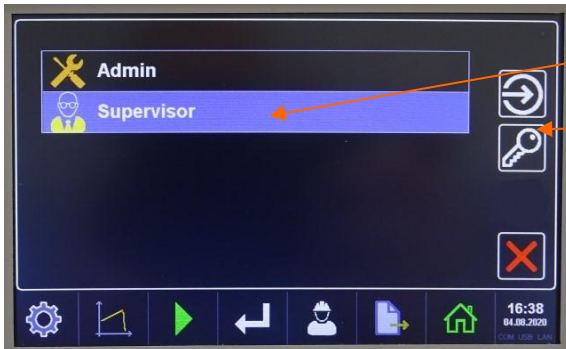 Admin
Supervisor
16:38
04.08.2020
COM USB LAN